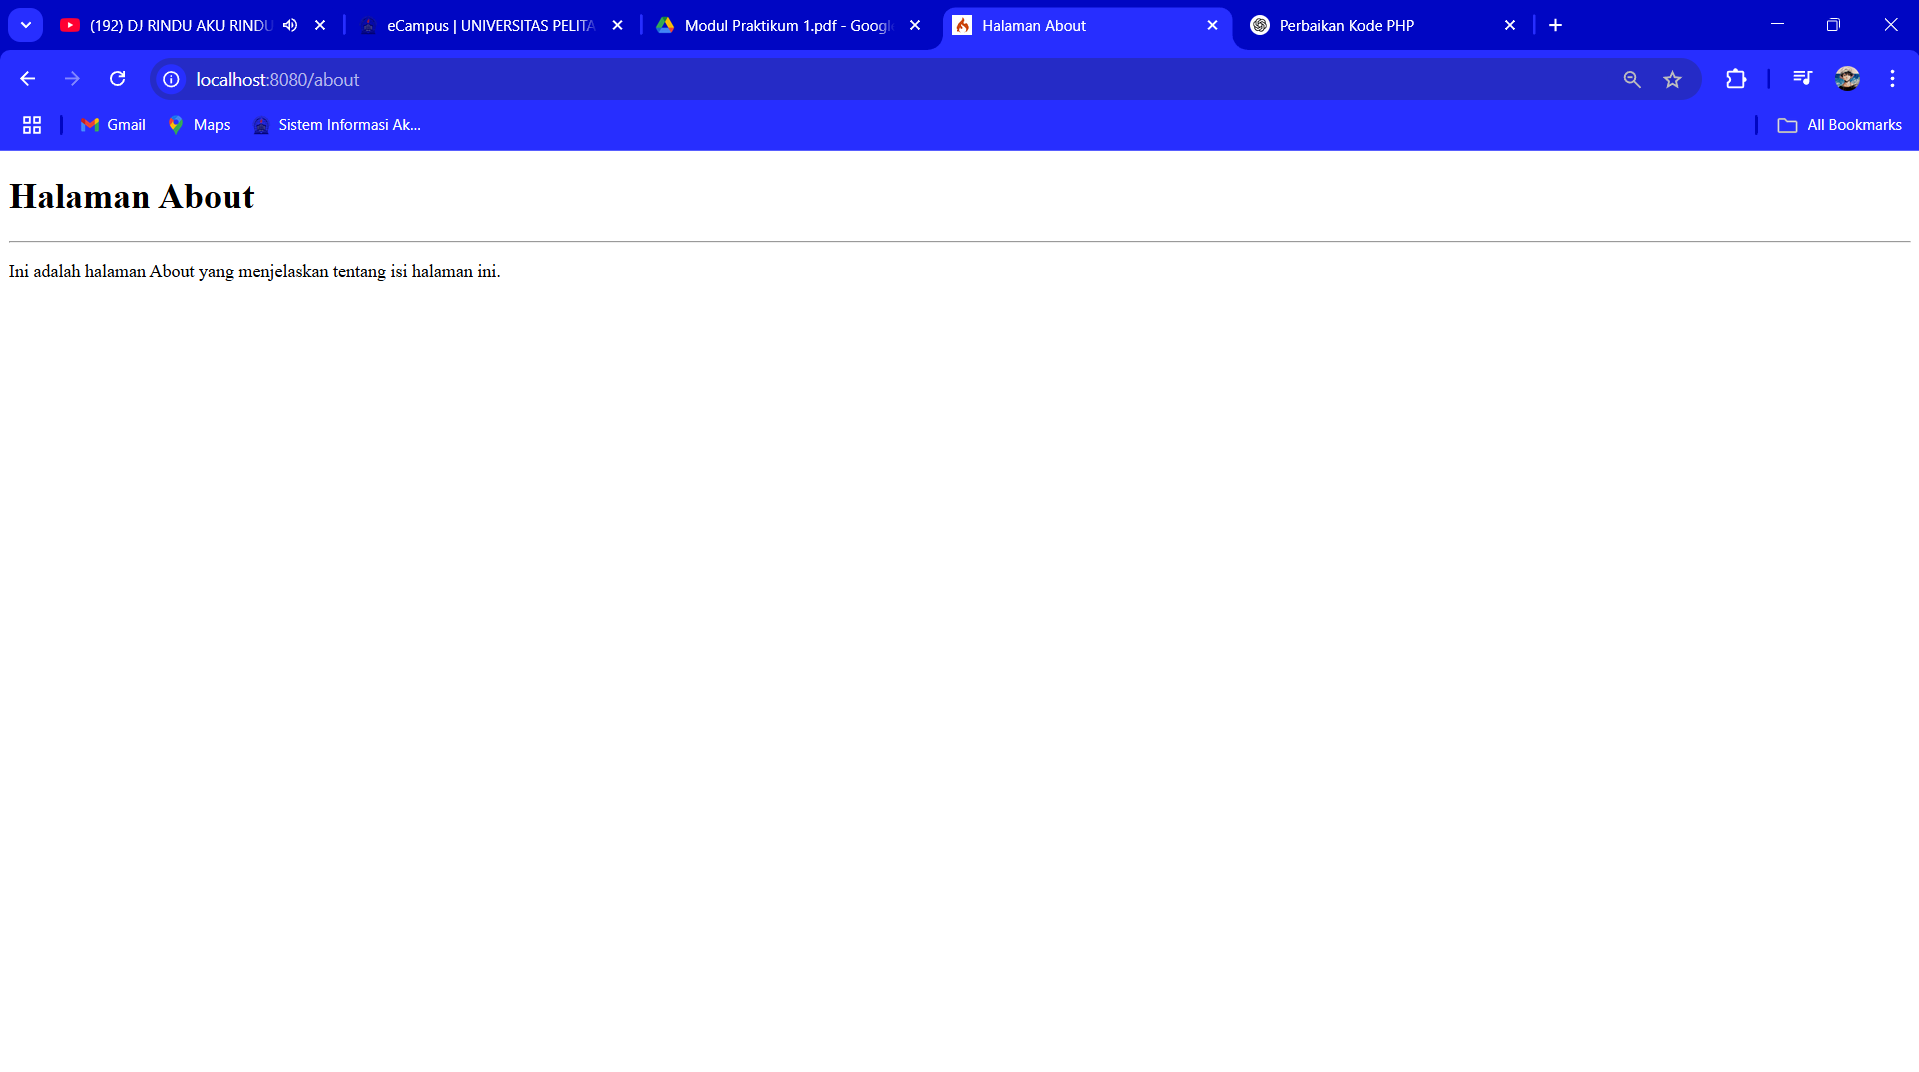 (192) DJ RINDU AKU RINDU
eCampus | UNIVERSITAS PELITA
Modul Praktikum 1.pdf - Googl
Halaman About
Perbaikan Kode PHP
localhost:8080/about
Gmail
Maps
Sistem Informasi Ak...
All Bookmarks
Halaman About
Ini adalah halaman About yang menjelaskan tentang isi halaman ini.